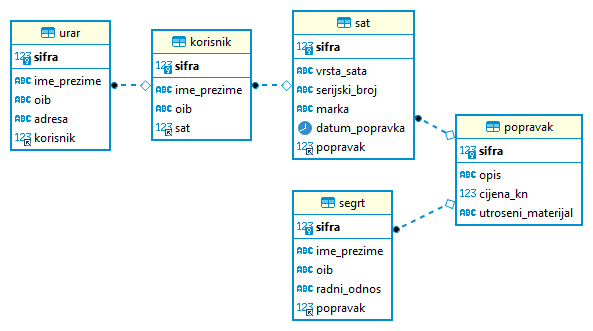 urar
123 sifra
ABC ime_prezime
ABC oib
ABC adresa
123 korisnik
korisnik
123 sifra
ABC ime_prezime
ABC oib
123 sat
sat
123 sifra
ABC vrsta_sata
ABC serijski_broj
ABC marka
datum_popravka
123 popravak
popravak
123 sifra
ABC opis
123 cijena_kn
ABC utroseni_materijal
segrt
123 sifra
ABC ime_prezime
ABC oib
ABC radni_odnos
123 popravak